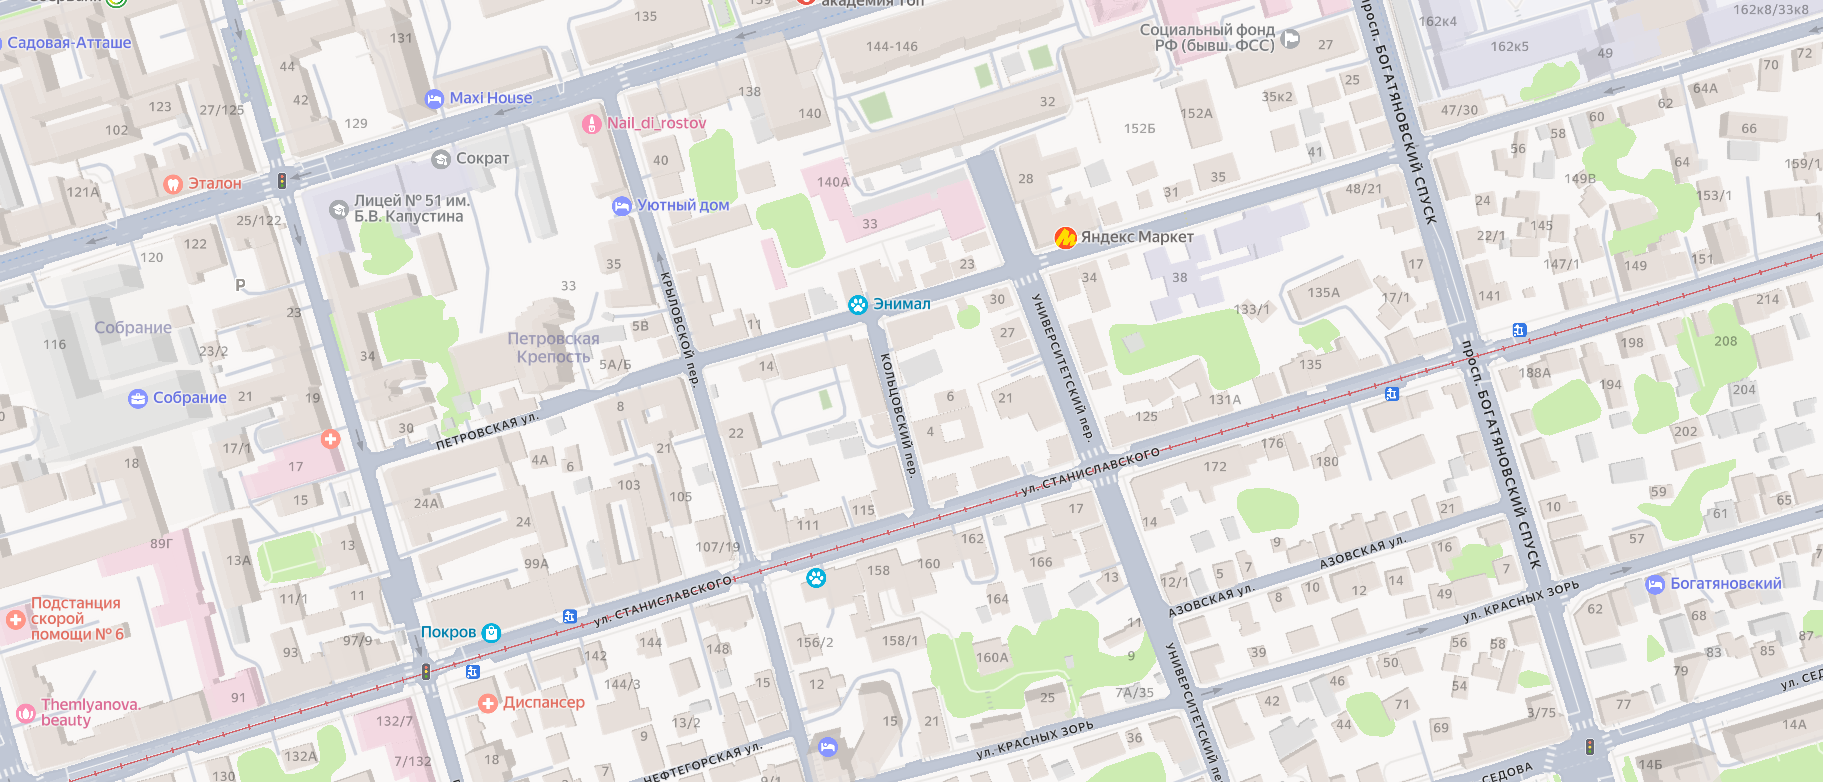 академия Топ
Садовая-Атташе
131
135
139
144-146
Социальный фонд
РФ (бывш. ФСС)
27
просп. БОГАТЯНОВСКИЙ СПУСК
162к4
162к5
49
162к8/33к8
44
42
Maxi House
123
27/125
102
129
138
140
32
25
35к2
152А
152Б
47/30
62
64А
70
72
66
58
56
Nail_di_rostov
Сократ
40
Эталон
121А
Лицей № 51 им.
Б.В. Капустина
Уютный дом
140А
33
28
41
35
31
48/21
149В
64
153/1
159/1
25/122
122
120
P
35
КРЫЛОВСКОЙ пер.
23
Яндекс Маркет
34
38
22/1
17
147/1
149
151
141
214
33
5В
11
Энимал
30
27
УНИВЕРСИТЕТСКИЙ пер.
133/1
135А
17/1
135
Собрание
116
23
23/2
34
Петровская
Крепость
5А/Б
14
КОЛЬЦОВСКИЙ пер.
6
21
4
131А
125
просп. БОГАТЯНОВСКИЙ СПУСК
188А
198
194
208
204
202
Собрание
21
19
17/1
30
ПЕТРОВСКАЯ ул.
8
22
21
18
17
15
4А
6
103
105
24А
24
99А
111
115
107/19
ул. СТАНИСЛАВСКОГО
17
172
176
180
14
21
10
59
61
65
57
89Г
13А
13
11/1
11
97/9
93
91
Подстанция
скорой
помощи № 6
Покров
ул. СТАНИСЛАВСКОГО
158
160
162
166
164
13
11
9
12/1
5
9
7
16
7
АЗОВСКАЯ ул.
АЗОВСКАЯ ул.
8
10
12
49
ул. КРАСНЫХ ЗОРЬ
Богатяновский
62
68
83
85
87
79
77
144
142
148
144/3
Диспансер
15
156/2
158/1
12
160А
25
7А/35
39
50
46
44
56
58
54
71
69
3/75
Themlyanova.
beauty
132/7
132А
7/132
130
18
9
13/2
НЕФТЕГОРСКАЯ ул.
15
21
ул. КРАСНЫХ ЗОРЬ
36
УНИВЕРСИТЕТСКИЙ пер.
СЕДОВА
14А
14Б